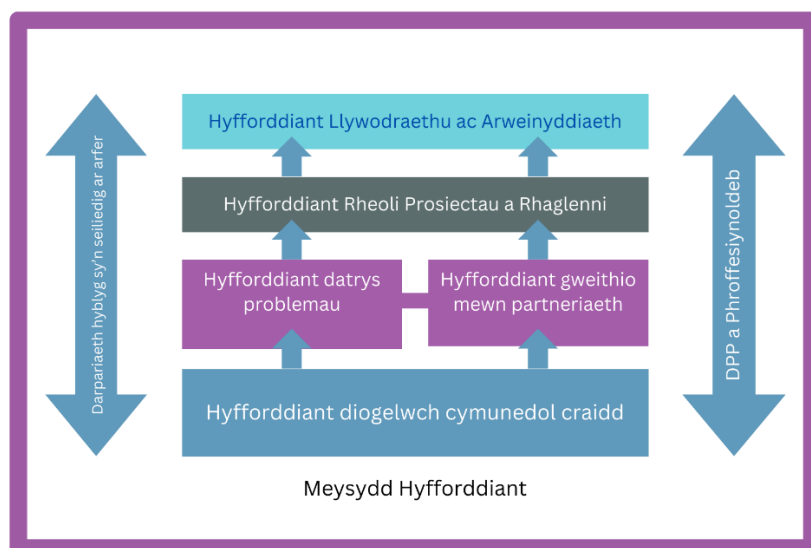 Hyfforddiant Llywodraethu ac Arweinyddiaeth
Hyfforddiant Rheoli Prosiectau a Rhaglenni
Hyfforddiant datrys
problemau
Hyfforddiant gweithio
mewn partneriaeth
Hyfforddiant diogelwch cymunedol craidd
Darpariaeth hyblyg sy'n seiliedig ar arfer
DPP a Phroffesiynoldeb
Meysydd Hyfforddiant